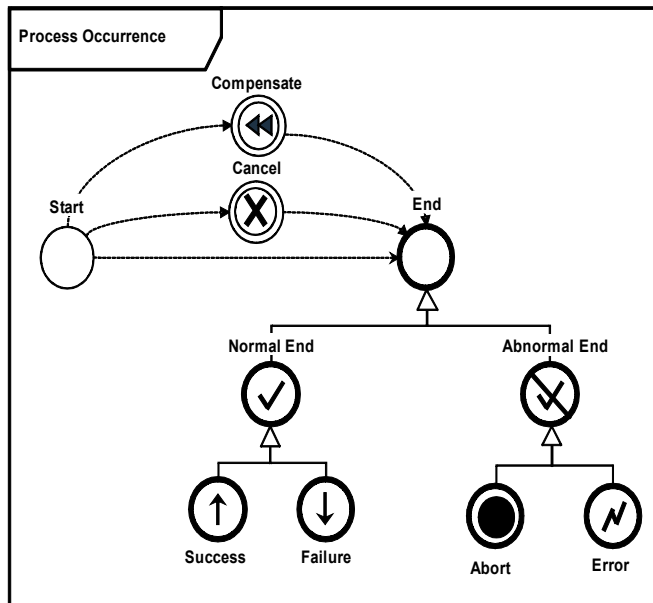 Process Occurrence
Compensate
Cancel
Start
End
Normal End
Abnormal End
Success
Failure
Abort
Error